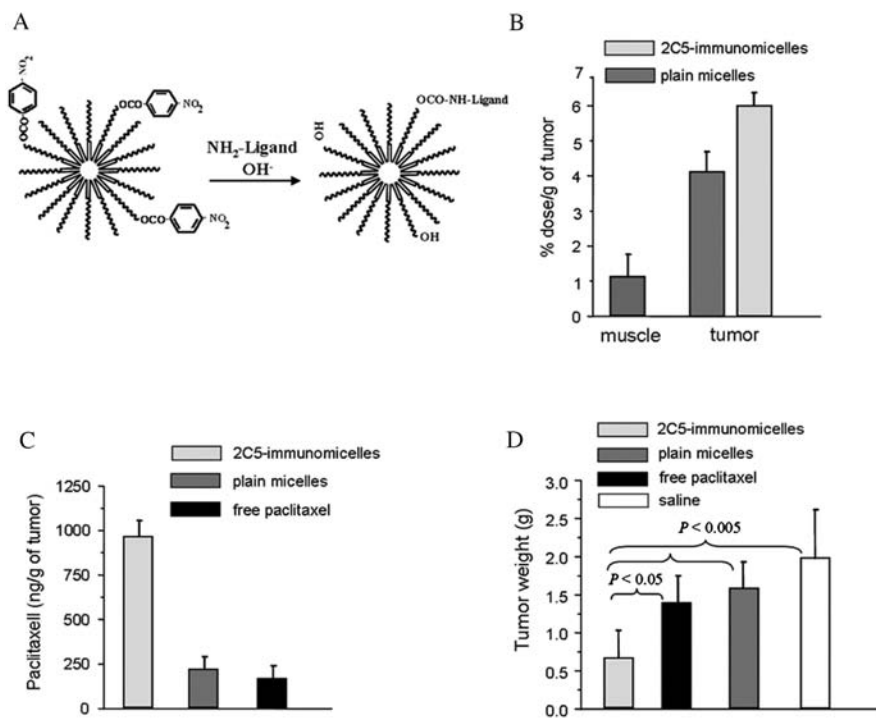 A
NO2
OCO
OCO
NO2
OCO
NO2
NH2-Ligand
OH-
OCO-NH-Ligand
OH
OH
B
2C5-immunomicelles
plain micelles
% dose/g of tumor
7
6
5
4
3
2
1
0
muscle tumor
C
2C5-immunomicelles
plain micelles
free paclitaxel
Paclitaxell (ng/g of tumor)
1250
1000
750
500
250
0
D
2C5-immunomicelles
plain micelles
free paclitaxel
saline
Tumor weight (g)
3.0
2.5
2.0
1.5
1.0
0.5
0.0
P < 0.005
P < 0.05